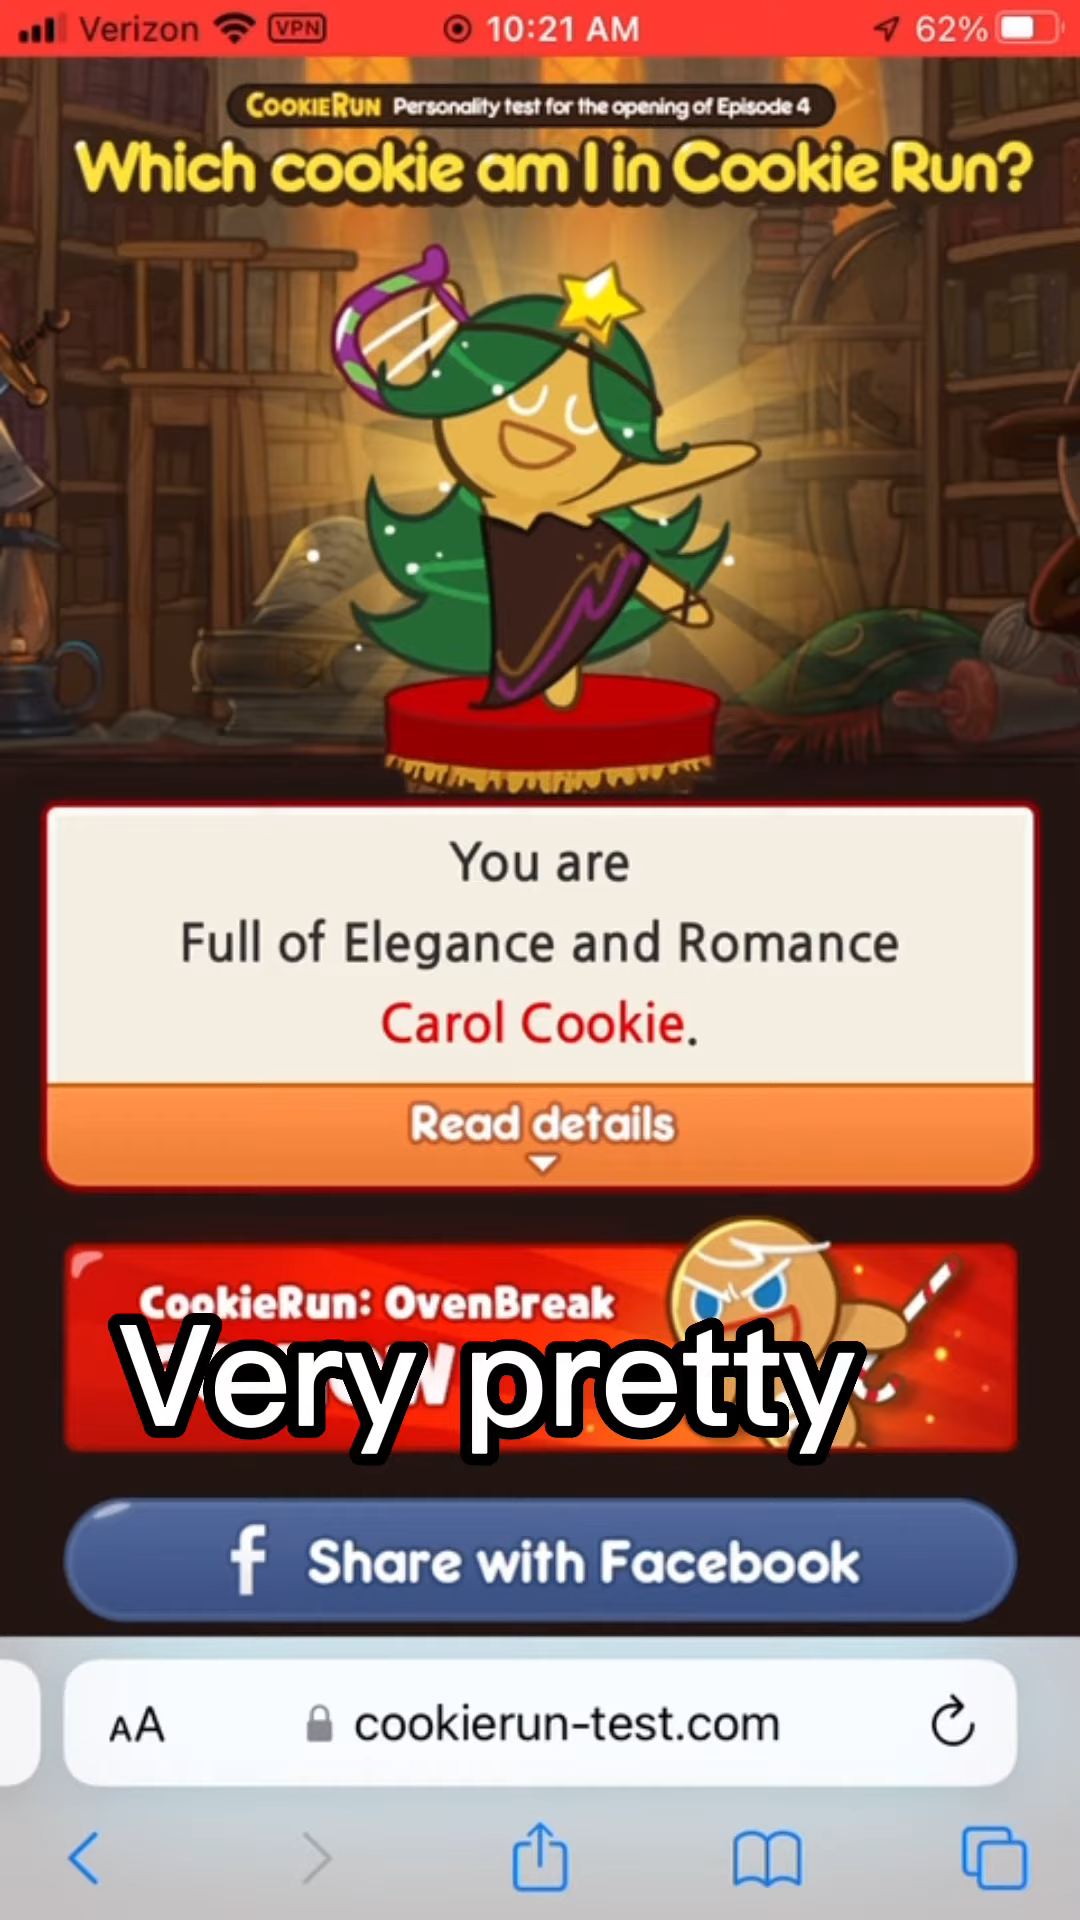 Verizon VPN 10:21 AM 62%
COOKIERUN Personality test for the opening of Episode 4
Which cookie am I in Cookie Run?
You are
Full of Elegance and Romance
Carol Cookie.
Read details
CookieRun: OvenBreak
Very pretty
f Share with Facebook
AA cookierun-test.com